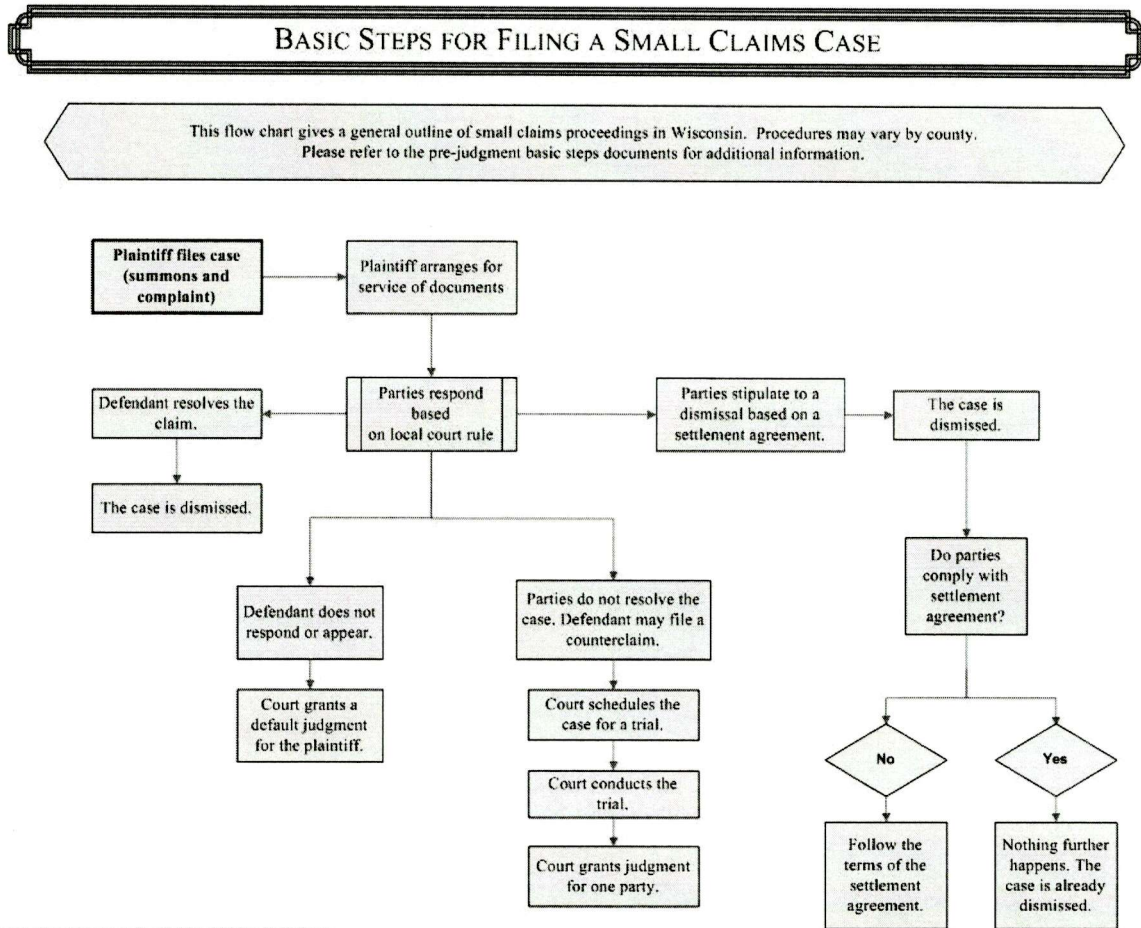 BASIC STEPS FOR FILING A SMALL CLAIMS CASE
This flow chart gives a general outline of small claims proceedings in Wisconsin. Procedures may vary by county.
Please refer to the pre-judgment basic steps documents for additional information.
Plaintiff files case
(summons and
complaint)
Plaintiff arranges for
service of documents
Defendant resolves the
claim.
Parties respond
based
on local court rule
Parties stipulate to a
dismissal based on a
settlement agreement.
The case is
dismissed.
The case is dismissed.
Do parties
comply with
settlement
agreement?
Defendant does not
respond or appear.
Parties do not resolve the
case. Defendant may file a
counterclaim.
Court grants a
default judgment
for the plaintiff.
Court schedules the
case for a trial.
No
Yes
Court conducts the
trial.
Follow the
terms of the
settlement
agreement.
Nothing further
happens. The
case is already
dismissed.
Court grants judgment
for one party.